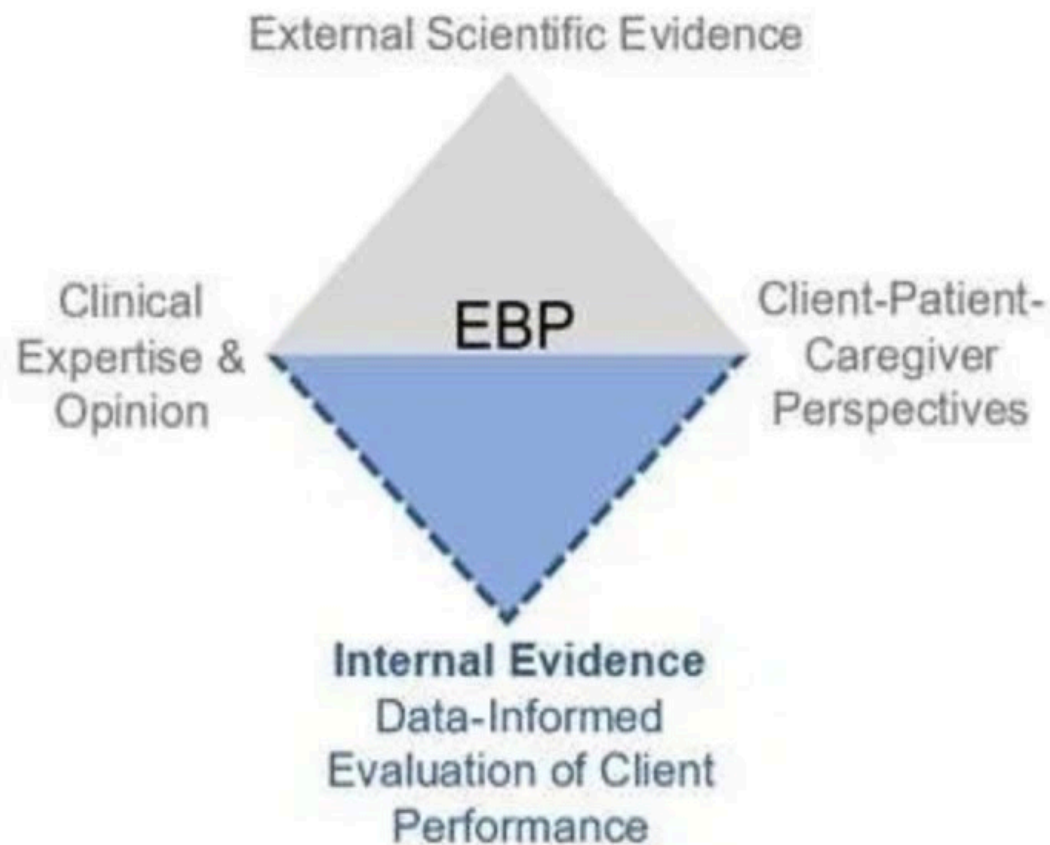 External Scientific Evidence
Clinical
Expertise &
Opinion
EBP
Client-Patient-
Caregiver
Perspectives
Internal Evidence
Data-Informed
Evaluation of Client
Performance